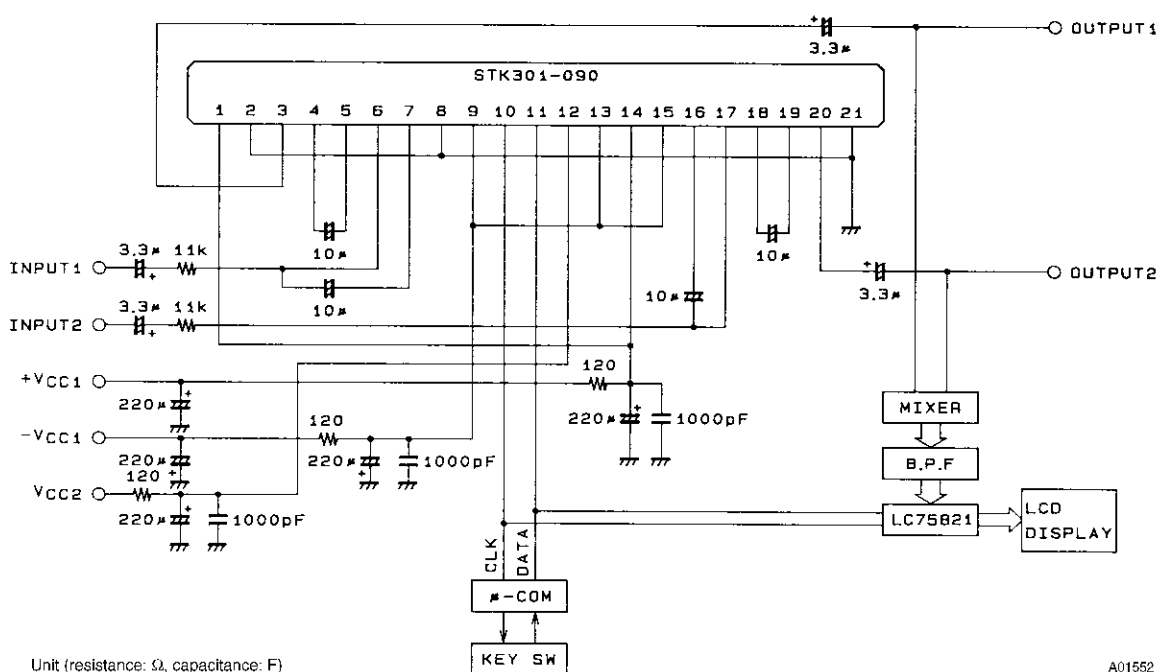 OUTPUT1
3.3μ
STK301-090
1 2 3 4 5 6 7 8 9 10 11 12 13 14 15 16 17 18 19 20 21
10μ
10μ
3.3μ 11k
INPUT1
10μ
OUTPUT2
3.3μ
10μ
3.3μ 11k
INPUT2
+VCC1
120
220μ
220μ
1000pF
MIXER
-VCC1
120
220μ
220μ
1000pF
B.P.F
120
VCC2
220μ
1000pF
LC75821
LCD
DISPLAY
CLK
DATA
μ-COM
KEY SW
Unit (resistance: Ω, capacitance: F)
A01552